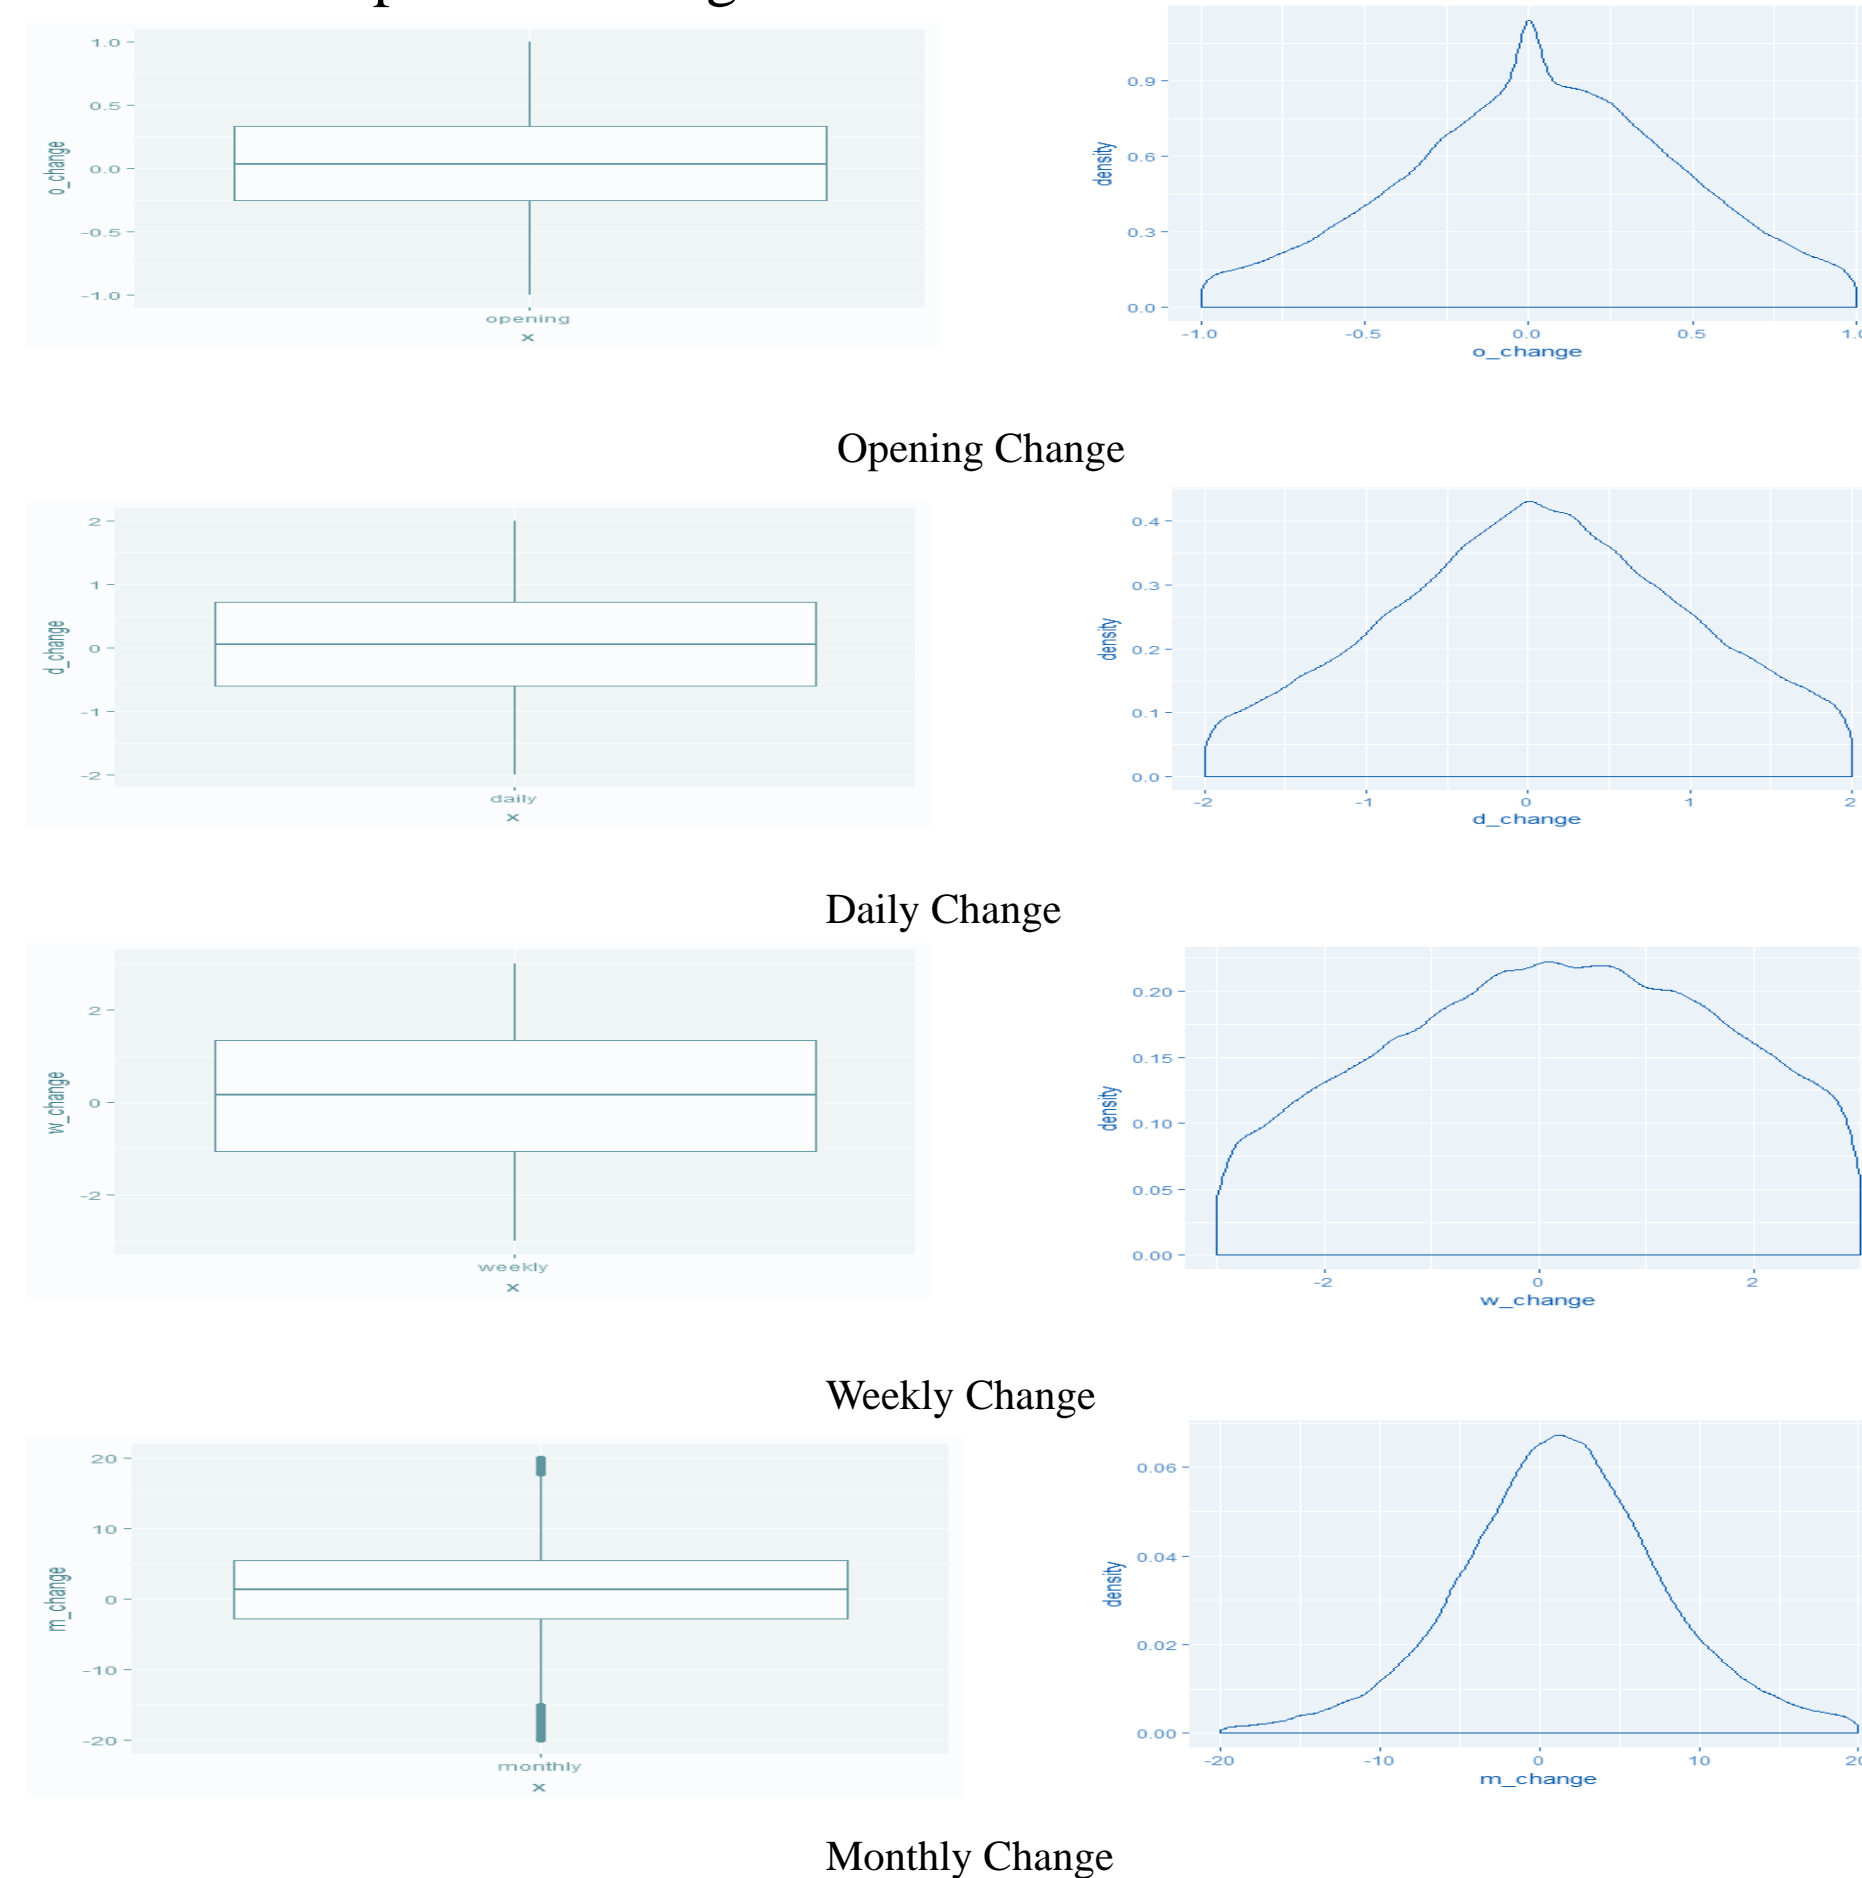 1.0
0.5
0.0
-0.5
-1.0
o_change
opening
x
0.9
0.6
0.3
0.0
density
-1.0 -0.5 0.0 0.5
o_change
Opening Change
2
1
0
-1
-2
d_change
daily
x
0.4
0.3
0.2
0.1
0.0
density
-2 -1 0 1 2
d_change
Daily Change
2
0
-2
w_change
weekly
x
0.20
0.15
0.10
0.05
0.00
density
-2 0 2
w_change
Weekly Change
20
10
0
-10
-20
m_change
monthly
x
0.06
0.04
0.02
0.00
density
-20 -10 0 10
m_change
Monthly Change